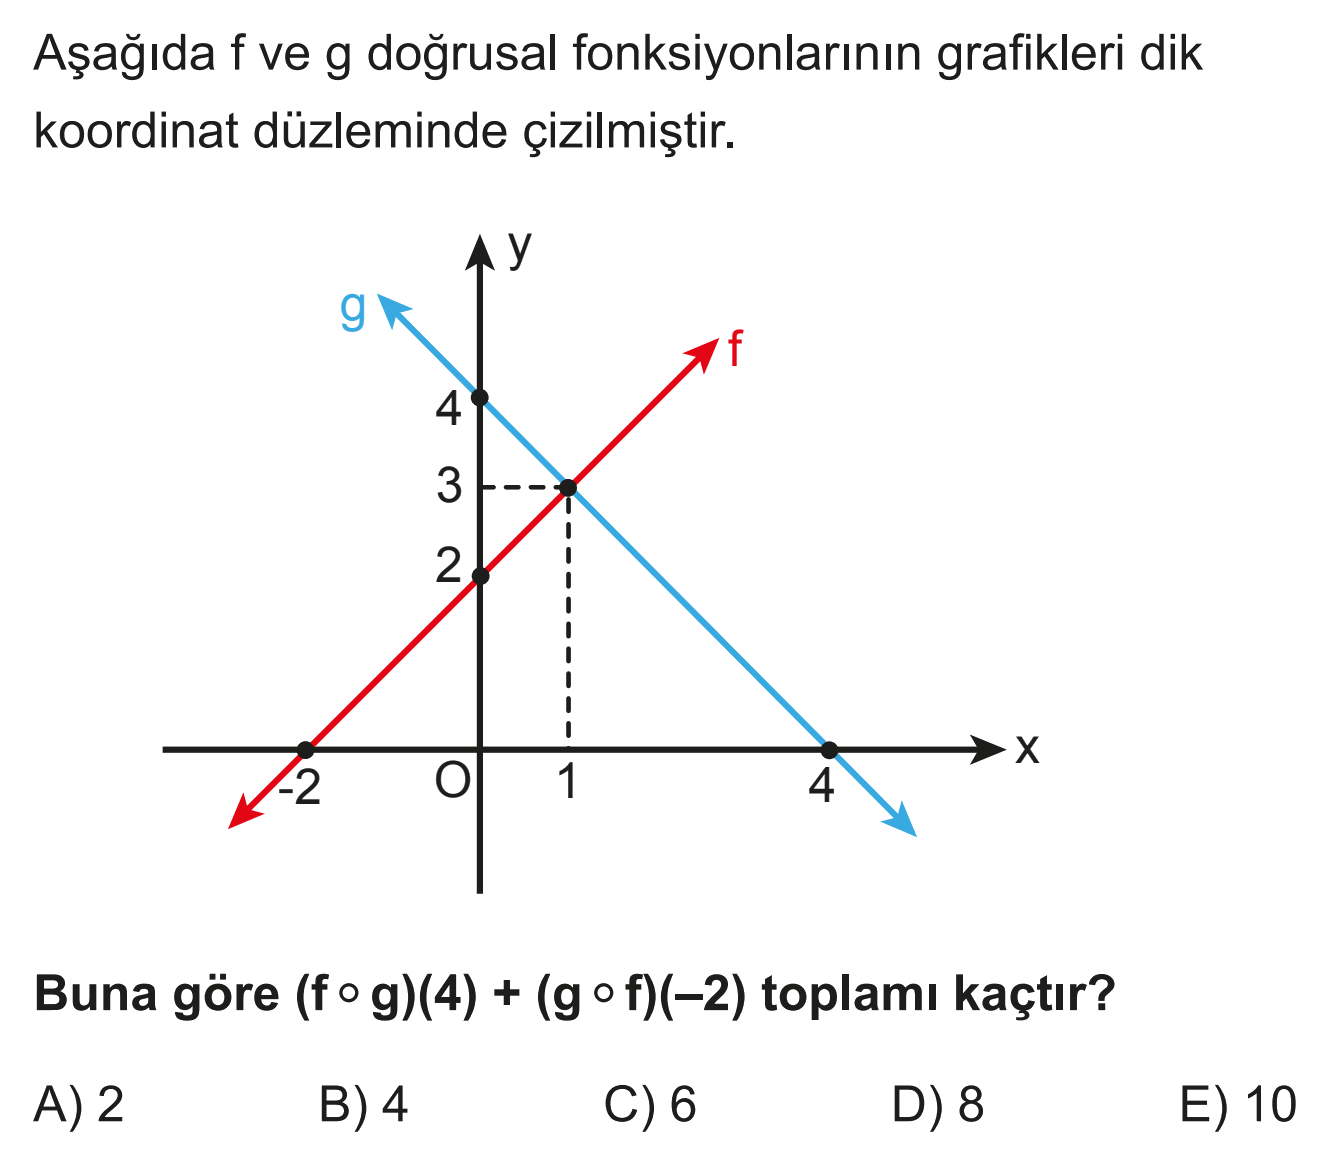 Aşağıda f ve g doğrusal fonksiyonlarının grafikleri dik
koordinat düzleminde çizilmiştir.
y
g
f
4
3
2
-2
O
1
4
x
Buna göre (f∘g)(4) + (g∘f)(–2) toplamı kaçtır?
A) 2 B) 4 C) 6 D) 8 E) 10